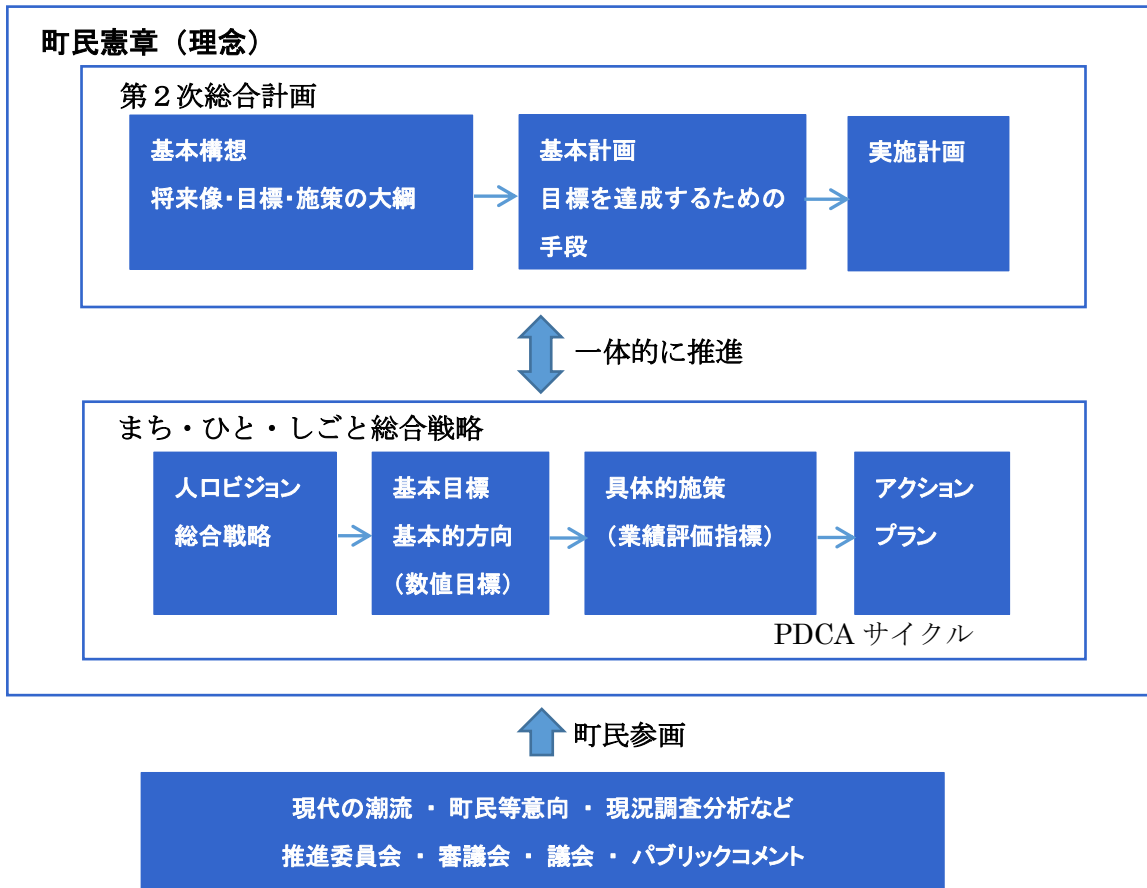 町民憲章（理念）
第２次総合計画
基本構想
将来像・目標・施策の大綱
基本計画
目標を達成するための
手段
実施計画
一体的に推進
まち・ひと・しごと総合戦略
人口ビジョン
総合戦略
基本目標
基本的方向
（数値目標）
具体的施策
（業績評価指標）
アクション
プラン
PDCA サイクル
町民参画
現代の潮流 ・ 町民等意向 ・ 現況調査分析など
推進委員会 ・ 審議会 ・ 議会 ・ パブリックコメント